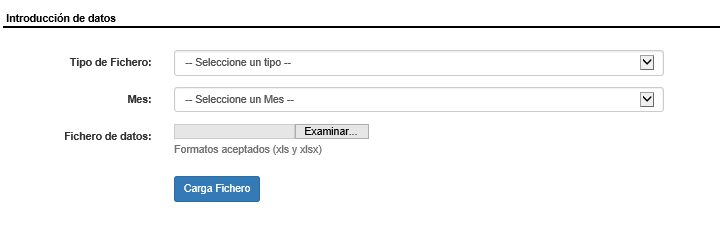 Introducción de datos
Tipo de Fichero: -- Seleccione un tipo --
Mes: -- Seleccione un Mes --
Fichero de datos: Examinar...
Formatos aceptados (xls y xlsx)
Carga Fichero